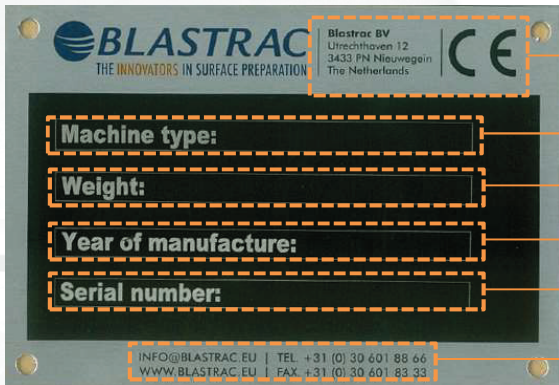 BLASTRAC
THE INNOVATORS IN SURFACE PREPARATION
Blastrac BV
Utrechthaven 12
3433 PN Nieuwegein
The Netherlands
CE
Machine type:
Weight:
Year of manufacture:
Serial number:
INFO@BLASTRAC.EU | TEL. +31 (0) 30 601 88 66
WWW.BLASTRAC.EU | FAX. +31 (0) 30 601 83 33